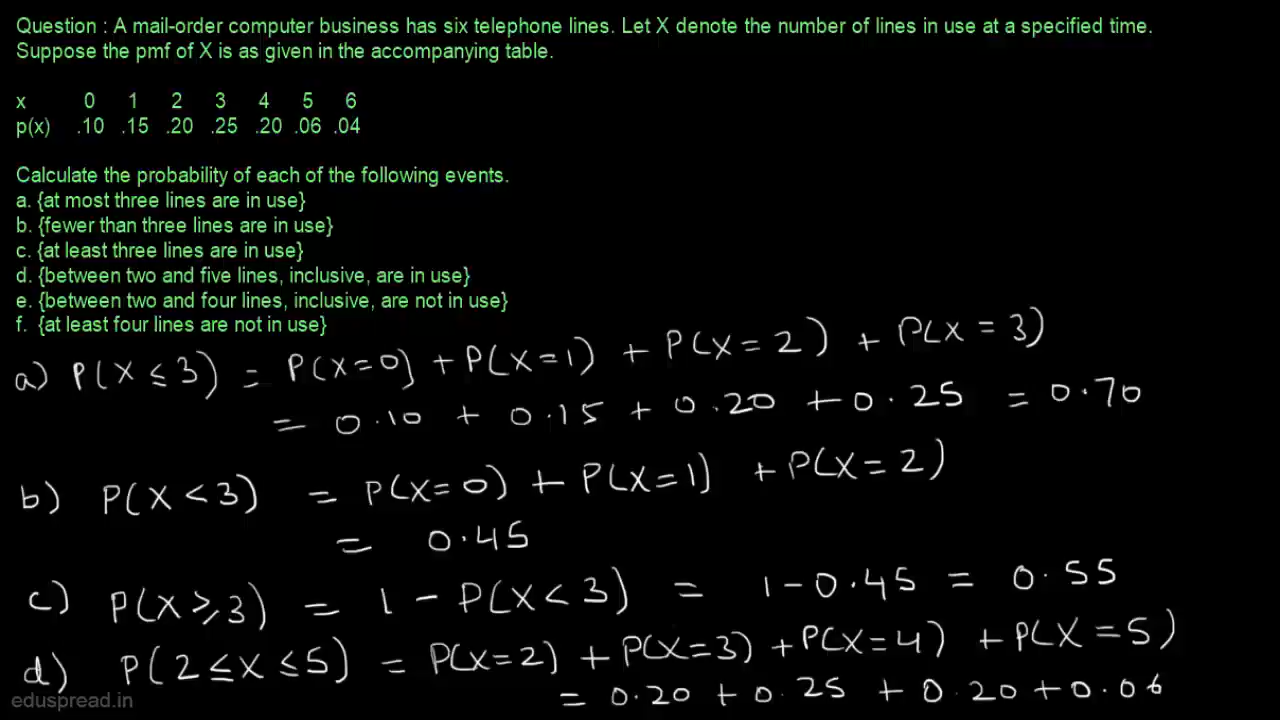 Question : A mail-order computer business has six telephone lines. Let X denote the number of lines in use at a specified time.
Suppose the pmf of X is as given in the accompanying table.
x 0 1 2 3 4 5 6
p(x) .10 .15 .20 .25 .20 .06 .04
Calculate the probability of each of the following events.
a. {at most three lines are in use}
b. {fewer than three lines are in use}
c. {at least three lines are in use}
d. {between two and five lines, inclusive, are in use}
e. {between two and four lines, inclusive, are not in use}
f. {at least four lines are not in use}
a) P(X ≤ 3) = P(X=0) + P(X=1) + P(X=2) + P(X=3)
= 0.10 + 0.15 + 0.20 + 0.25 = 0.70
b) P(X < 3) = P(X=0) + P(X=1) + P(X=2)
= 0.45
c) P(X ≥ 3) = 1 - P(X < 3) = 1 - 0.45 = 0.55
d) P(2 ≤ X ≤ 5) = P(X=2) + P(X=3) + P(X=4) + P(X=5)
= 0.20 + 0.25 + 0.20 + 0.06
eduspread.in